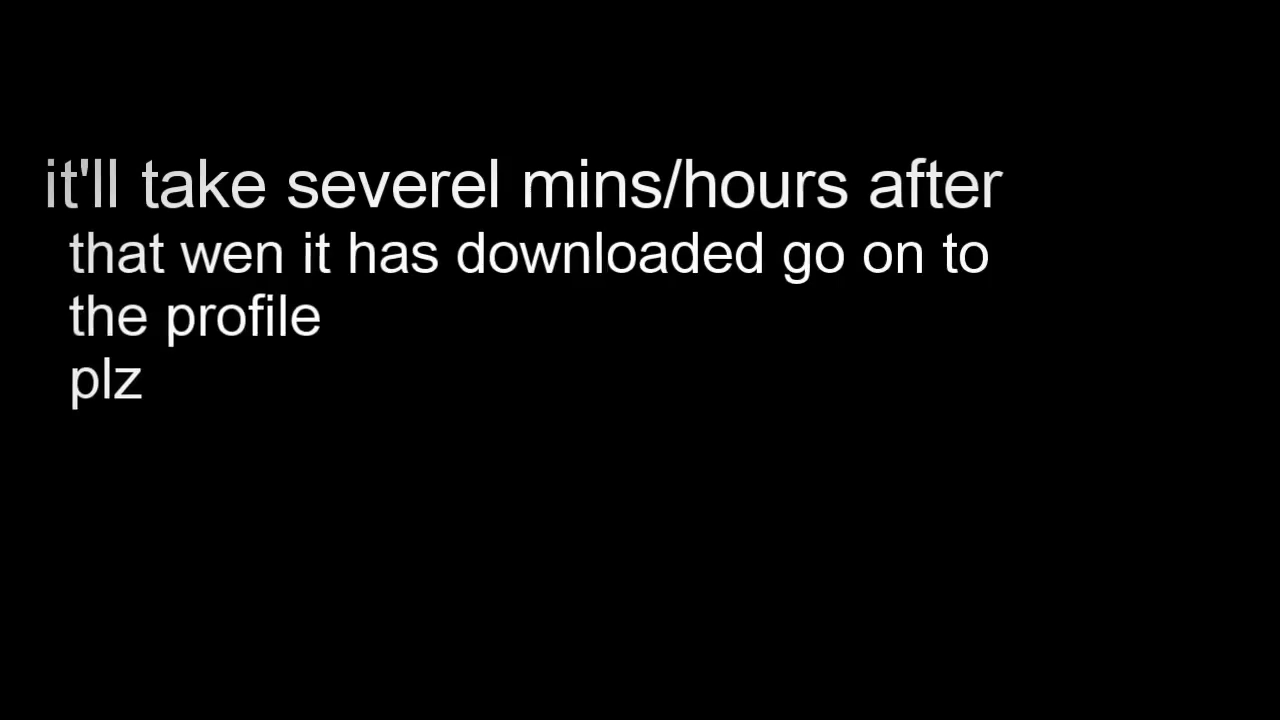 it'll take severel mins/hours after
that wen it has downloaded go on to
the profile
plz